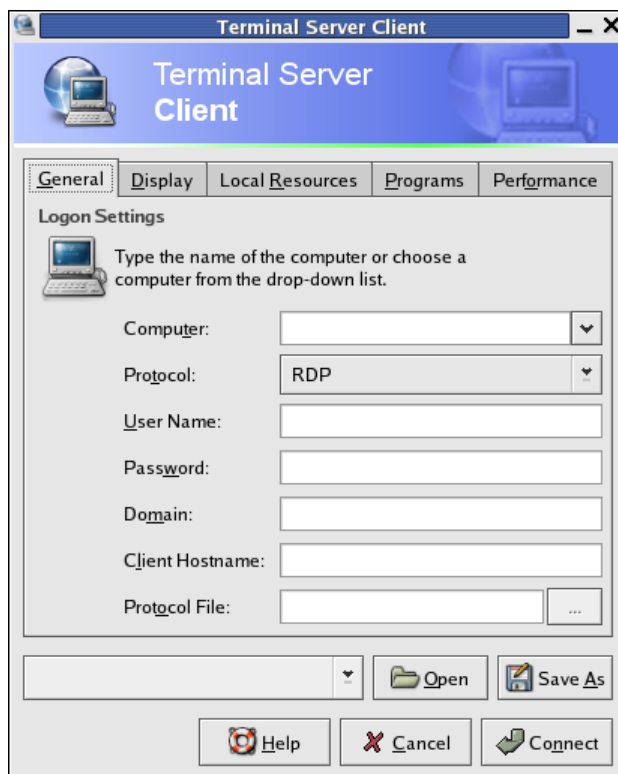 Terminal Server Client
Terminal Server
Client
General Display Local Resources Programs Performance
Logon Settings
Type the name of the computer or choose a
computer from the drop-down list.
Computer:
Protocol: RDP
User Name:
Password:
Domain:
Client Hostname:
Protocol File: ...
Open Save As
Help Cancel Connect